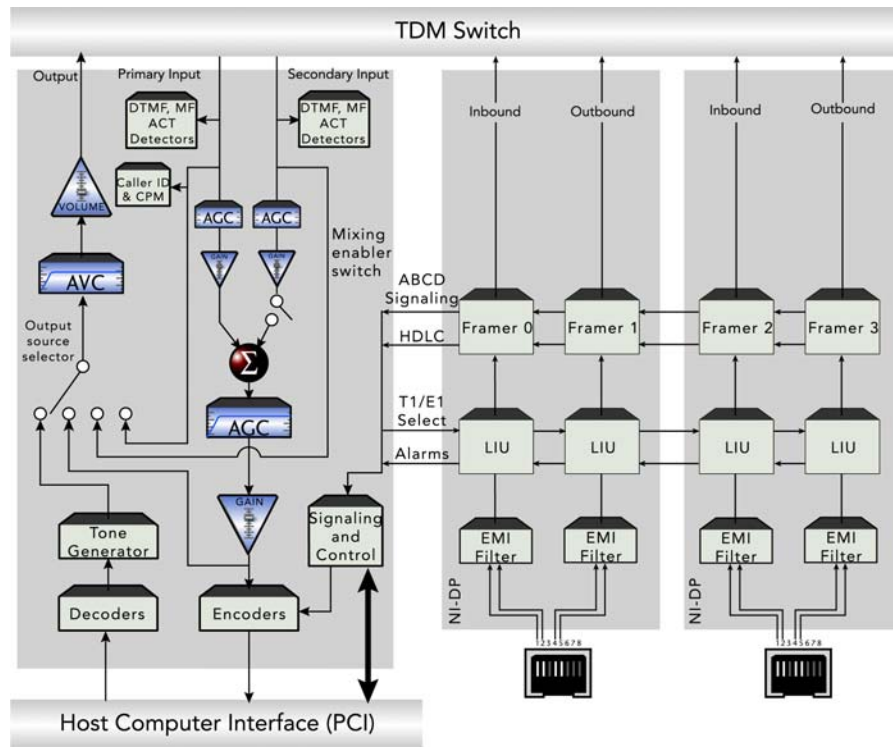 TDM Switch
Output
Primary Input
Secondary Input
DTMF, MF
ACT
Detectors
DTMF, MF
ACT
Detectors
Caller ID
& CPM
VOLUME
AGC
AGC
GAIN
GAIN
Mixing
enabler
switch
AVC
Output
source
selector
Σ
AGC
GAIN
Tone
Generator
Signaling
and
Control
Decoders
Encoders
Host Computer Interface (PCI)
Inbound
Outbound
Inbound
Outbound
ABCD
Signaling
HDLC
Framer 0
Framer 1
Framer 2
Framer 3
T1/E1
Select
Alarms
LIU
LIU
LIU
LIU
EMI
Filter
EMI
Filter
EMI
Filter
EMI
Filter
NI-DP
NI-DP
12345678
12345678